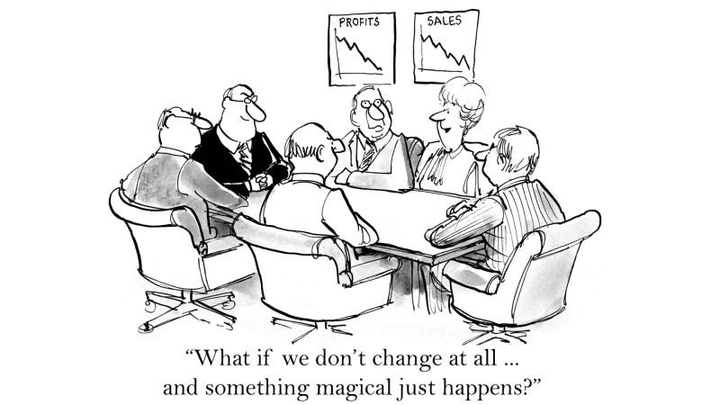 PROFITS
SALES
“What if we don’t change at all ...
and something magical just happens?”